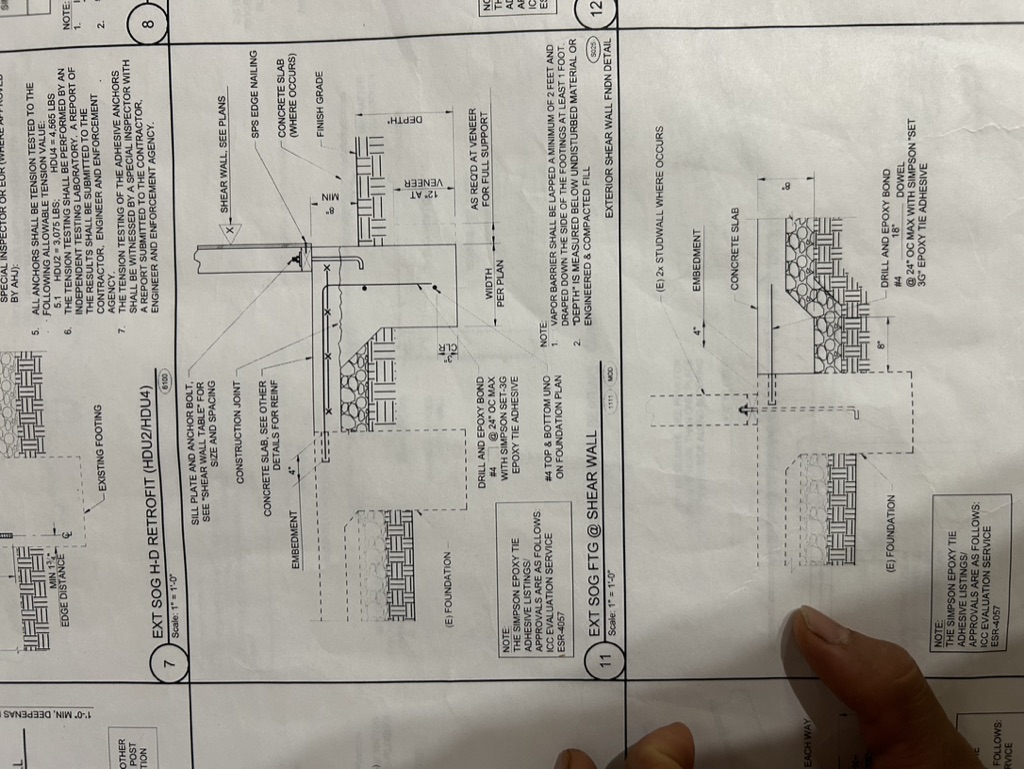 SPECIAL INSPECTOR OR EOR (WHERE APPROVED
BY AHJ):
5. ALL ANCHORS SHALL BE TENSION TESTED TO THE
FOLLOWING ALLOWABLE TENSION VALUE:
5.1 HDU2 = 3,075 LBS; HDU4 = 4,565 LBS
6. THE TENSION TESTING SHALL BE PERFORMED BY AN
INDEPENDENT TESTING LABORATORY. A REPORT OF
THE RESULTS SHALL BE SUBMITTED TO THE
CONTRACTOR, ENGINEER AND ENFORCEMENT
AGENCY.
7. THE TENSION TESTING OF THE ADHESIVE ANCHORS
SHALL BE WITNESSED BY A SPECIAL INSPECTOR WITH
A REPORT SUBMITTED TO THE CONTRACTOR,
ENGINEER AND ENFORCEMENT AGENCY.
EXISTING FOOTING
MIN 1 3/4"
EDGE DISTANCE
7
EXT SOG H-D RETROFIT (HDU2/HDU4)
Scale: 1" = 1'-0"
6100
NOTE:
1.
2.
8
SILL PLATE AND ANCHOR BOLT,
SEE "SHEAR WALL TABLE" FOR
SIZE AND SPACING
CONSTRUCTION JOINT
CONCRETE SLAB, SEE OTHER
DETAILS FOR REINF
4"
EMBEDMENT
SHEAR WALL, SEE PLANS
X
SPS EDGE NAILING
CONCRETE SLAB
(WHERE OCCURS)
FINISH GRADE
8"
MIN
DEPTH*
12" AT
VENEER
AS REQ'D AT VENEER
FOR FULL SUPPORT
WIDTH
PER PLAN
CLR
(E) FOUNDATION
DRILL AND EPOXY BOND
#4 @ 24" OC MAX
WITH SIMPSON SET-3G
EPOXY TIE ADHESIVE
#4 TOP & BOTTOM UNO
ON FOUNDATION PLAN
NOTE:
1. VAPOR BARRIER SHALL BE LAPPED A MINIMUM OF 2 FEET AND
DRAPED DOWN THE SIDE OF THE FOOTINGS AT LEAST 1 FOOT.
2. "DEPTH" IS MEASURED BELOW UNDISTURBED MATERIAL OR
ENGINEERED & COMPACTED FILL
NOTE:
THE SIMPSON EPOXY TIE
ADHESIVE LISTINGS/
APPROVALS ARE AS FOLLOWS:
ICC EVALUATION SERVICE
ESR-4057
11
EXT SOG FTG @ SHEAR WALL
Scale: 1" = 1'-0"
1111 MOD
EXTERIOR SHEAR WALL FNDN DETAIL
S025
12
(E) 2x STUDWALL WHERE OCCURS
EMBEDMENT
4"
CONCRETE SLAB
8"
8"
DRILL AND EPOXY BOND
#4 18" DOWEL
@ 24" OC MAX WITH SIMPSON "SET
3G" EPOXY TIE ADHESIVE
(E) FOUNDATION
NOTE:
THE SIMPSON EPOXY TIE
ADHESIVE LISTINGS/
APPROVALS ARE AS FOLLOWS:
ICC EVALUATION SERVICE
ESR-4057
1'-0" MIN, DEEPEN AS
OTHER
POST
TION
EACH WAY
FOLLOWS:
RVICE